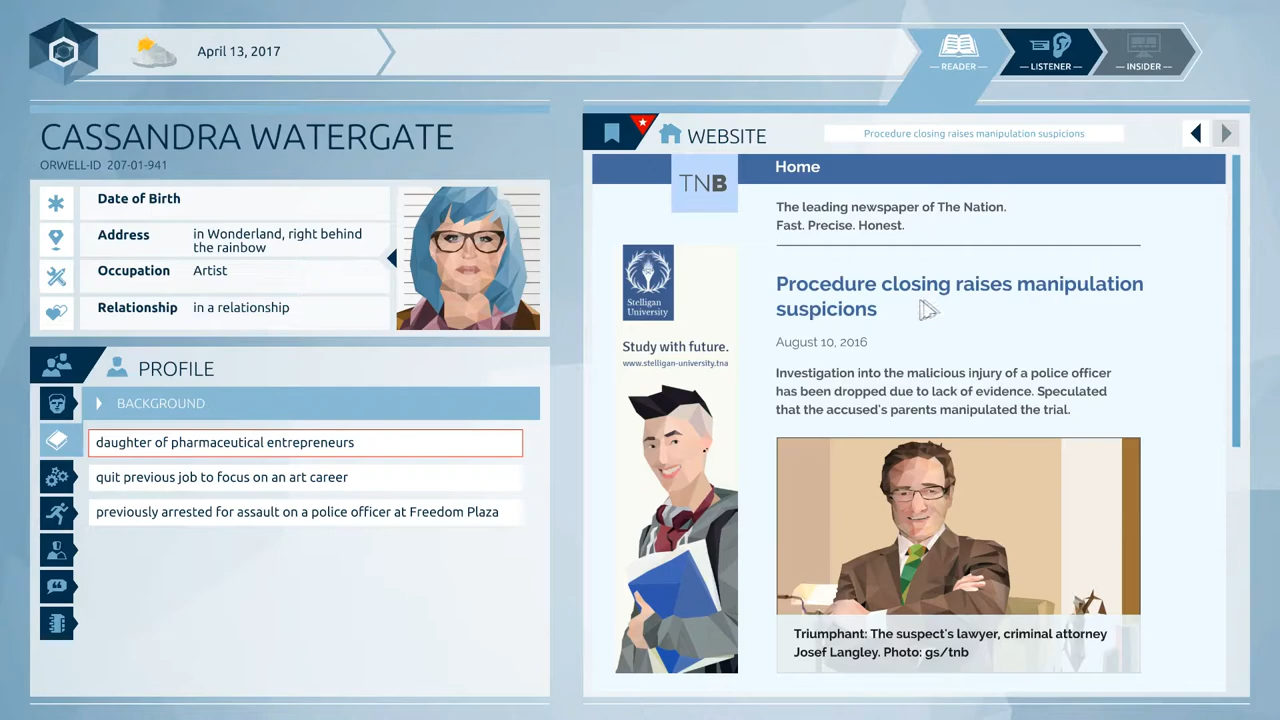 April 13, 2017
— READER —
— LISTENER —
— INSIDER —
CASSANDRA WATERGATE
ORWELL-ID 207-01-941
Date of Birth
Address in Wonderland, right behind
the rainbow
Occupation Artist
Relationship in a relationship
PROFILE
BACKGROUND
daughter of pharmaceutical entrepreneurs
quit previous job to focus on an art career
previously arrested for assault on a police officer at Freedom Plaza
WEBSITE
Procedure closing raises manipulation suspicions
TNB
Home
The leading newspaper of The Nation.
Fast. Precise. Honest.
Stelligan
University
Study with future.
www.stelligan-university.tna
Procedure closing raises manipulation
suspicions
August 10, 2016
Investigation into the malicious injury of a police officer
has been dropped due to lack of evidence. Speculated
that the accused's parents manipulated the trial.
Triumphant: The suspect's lawyer, criminal attorney
Josef Langley. Photo: gs/tnb